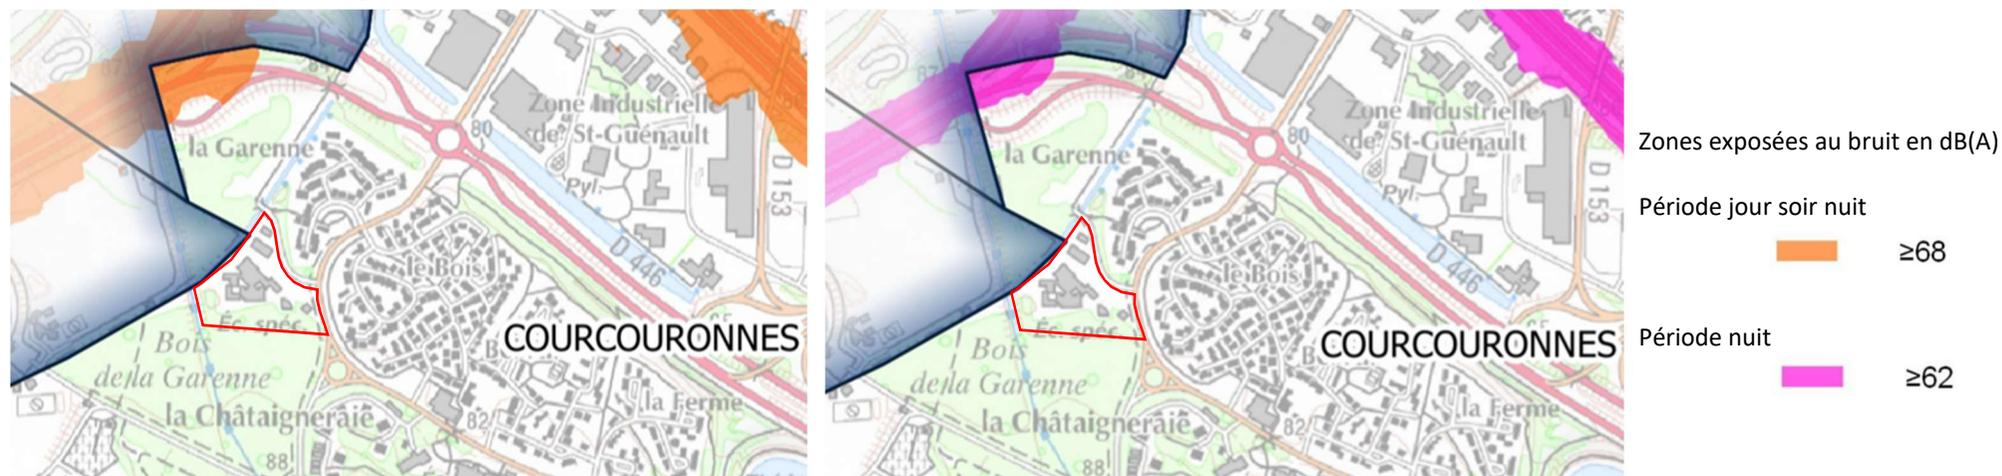 Zone Industrielle
de St-Guénault
80
la Garenne
Pyl.
D 153
D 446
le Bois
Éc. spéc.
COURCOURONNES
Bois
de la Garenne
la Châtaigneraie
la Ferme
82
88
Zone Industrielle
de St-Guénault
80
la Garenne
Pyl.
D 153
D 446
le Bois
Éc. spéc.
COURCOURONNES
Bois
de la Garenne
la Châtaigneraie
la Ferme
82
88
Zones exposées au bruit en dB(A)
Période jour soir nuit
≥68
Période nuit
≥62